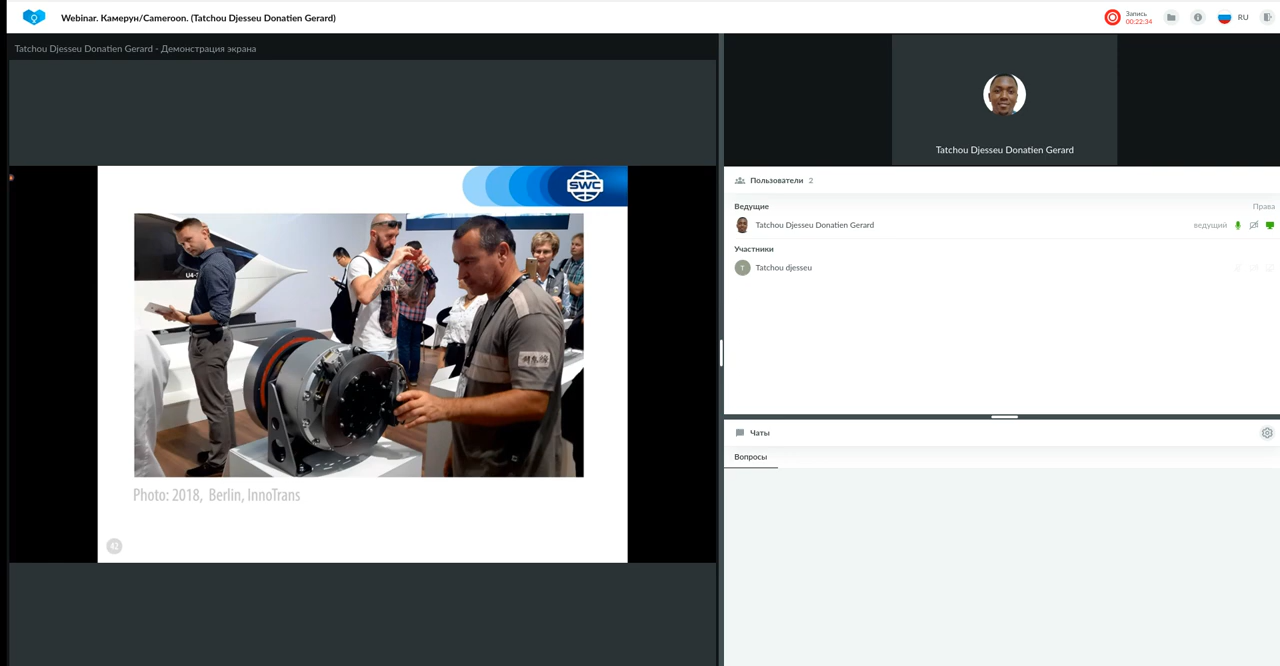 Webinar. Камерун/Cameroon. (Tatchou Djesseu Donatien Gerard)
Запись
00:22:34
RU
Tatchou Djesseu Donatien Gerard - Демонстрация экрана
SWC
U4-
Photo: 2018, Berlin, InnoTrans
42
Tatchou Djesseu Donatien Gerard
Пользователи 2
Ведущие Права
Tatchou Djesseu Donatien Gerard ведущий
Участники
T Tatchou djesseu
Чаты
Вопросы